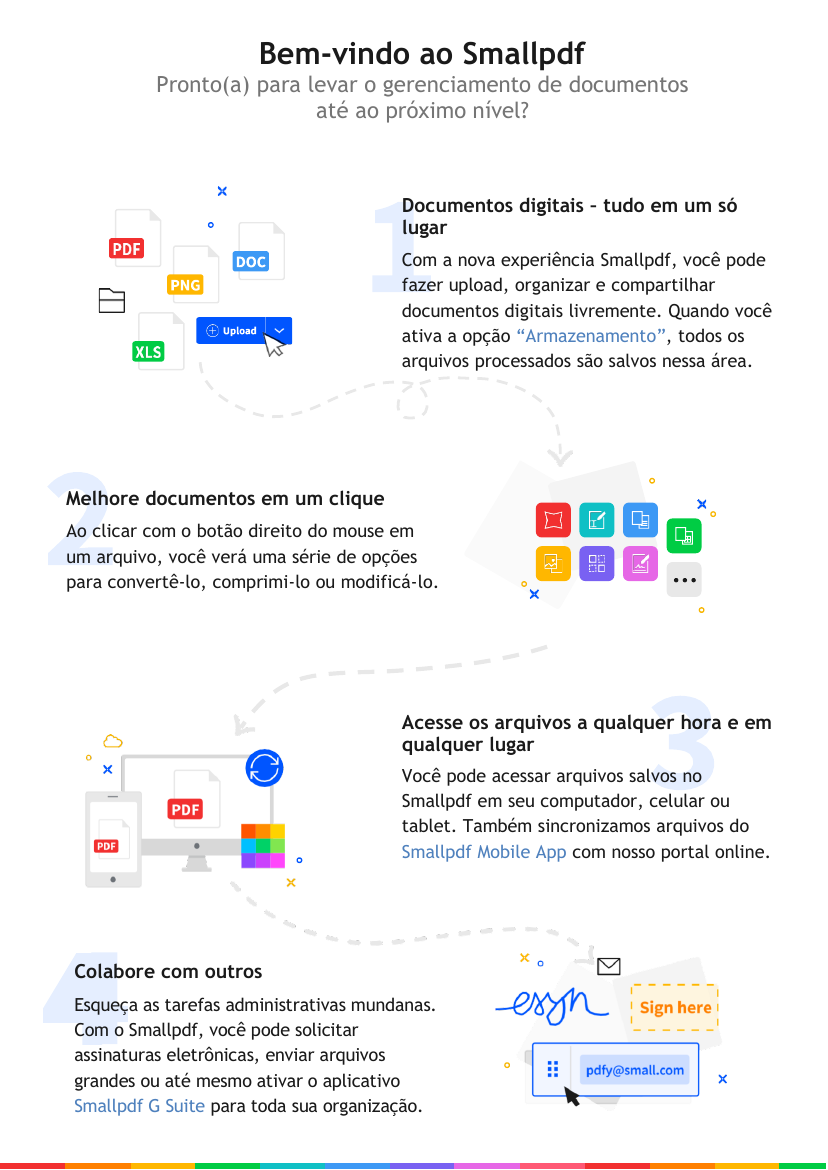 Bem-vindo ao Smallpdf
Pronto(a) para levar o gerenciamento de documentos
até ao próximo nível?
PDF
DOC
PNG
Upload
XLS
1
Documentos digitais – tudo em um só
lugar
Com a nova experiência Smallpdf, você pode
fazer upload, organizar e compartilhar
documentos digitais livremente. Quando você
ativa a opção “Armazenamento”, todos os
arquivos processados são salvos nessa área.
2
Melhore documentos em um clique
Ao clicar com o botão direito do mouse em
um arquivo, você verá uma série de opções
para convertê-lo, comprimi-lo ou modificá-lo.
3
Acesse os arquivos a qualquer hora e em
qualquer lugar
Você pode acessar arquivos salvos no
Smallpdf em seu computador, celular ou
tablet. Também sincronizamos arquivos do
Smallpdf Mobile App com nosso portal online.
PDF
PDF
4
Colabore com outros
Esqueça as tarefas administrativas mundanas.
Com o Smallpdf, você pode solicitar
assinaturas eletrônicas, enviar arquivos
grandes ou até mesmo ativar o aplicativo
Smallpdf G Suite para toda sua organização.
esyn
Sign here
pdfy@small.com